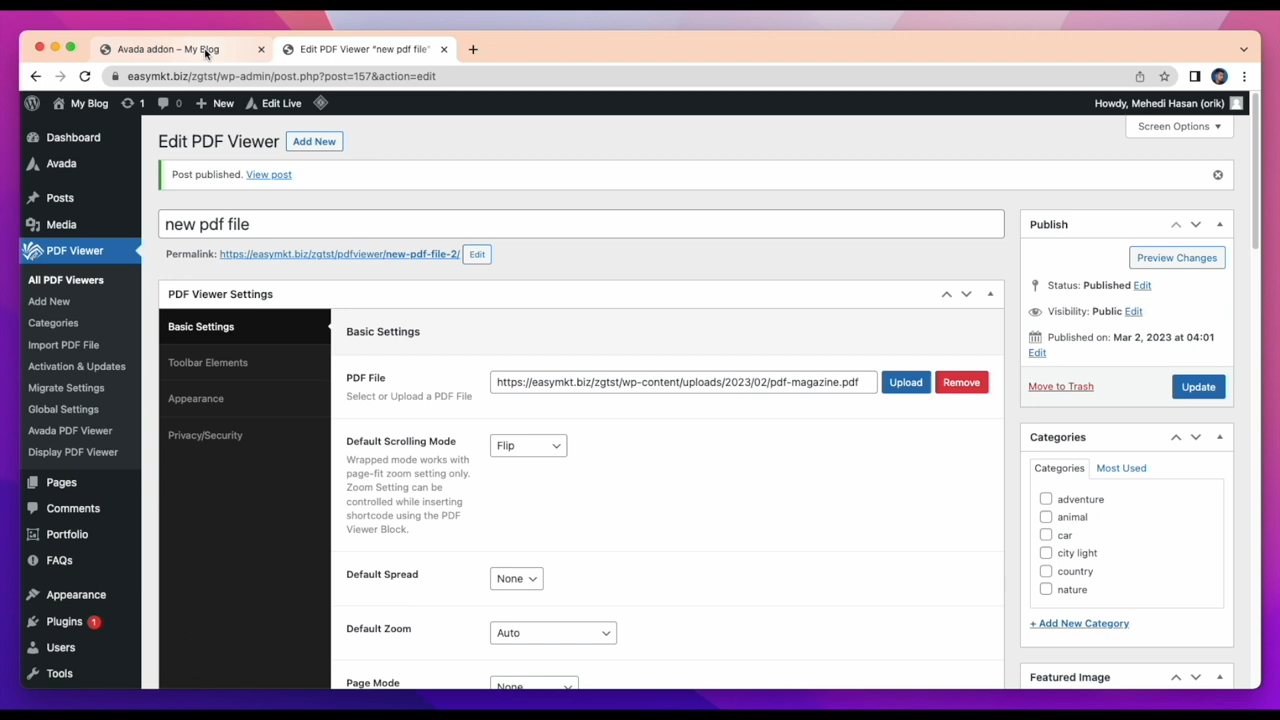 Avada addon – My Blog
Edit PDF Viewer "new pdf file"
easymkt.biz/zgtst/wp-admin/post.php?post=157&action=edit
My Blog 1 0 New Edit Live Howdy, Mehedi Hasan (orik)
Dashboard
Avada
Posts
Media
PDF Viewer
All PDF Viewers
Add New
Categories
Import PDF File
Activation & Updates
Migrate Settings
Global Settings
Avada PDF Viewer
Display PDF Viewer
Pages
Comments
Portfolio
FAQs
Appearance
Plugins 1
Users
Tools
Screen Options
Edit PDF Viewer Add New
Post published. View post
new pdf file
Permalink: https://easymkt.biz/zgtst/pdfviewer/new-pdf-file-2/ Edit
PDF Viewer Settings
Basic Settings
Toolbar Elements
Appearance
Privacy/Security
Basic Settings
PDF File
Select or Upload a PDF File
https://easymkt.biz/zgtst/wp-content/uploads/2023/02/pdf-magazine.pdf Upload Remove
Default Scrolling Mode
Flip
Wrapped mode works with
page-fit zoom setting only.
Zoom Setting can be
controlled while inserting
shortcode using the PDF
Viewer Block.
Default Spread
None
Default Zoom
Auto
Page Mode
None
Publish
Preview Changes
Status: Published Edit
Visibility: Public Edit
Published on: Mar 2, 2023 at 04:01
Edit
Move to Trash Update
Categories
Categories Most Used
adventure
animal
car
city light
country
nature
+ Add New Category
Featured Image